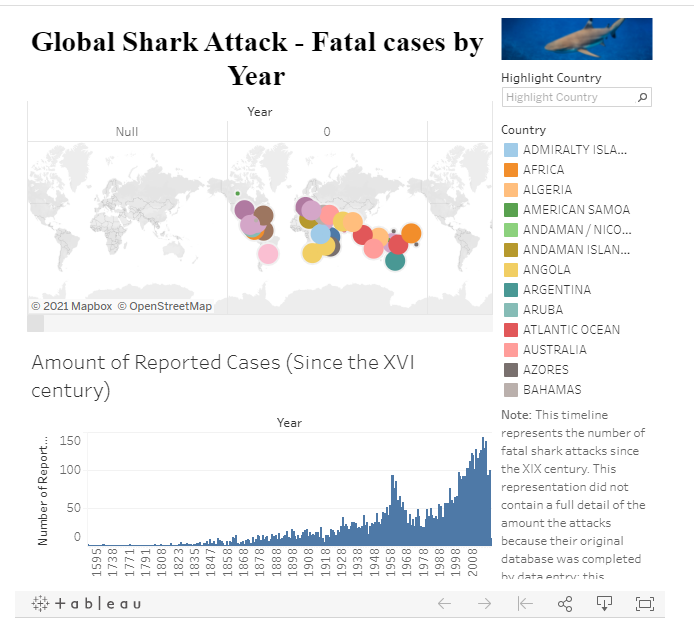 Global Shark Attack - Fatal cases by
Year
Year
Null
0
© 2021 Mapbox © OpenStreetMap
Amount of Reported Cases (Since the XVI
century)
Year
Number of Report...
150
100
50
0
1595 1738 1771 1791 1808 1823 1835 1847 1858 1868 1878 1888 1898 1908 1918 1928 1938 1948 1958 1968 1978 1988 1998 2008
Highlight Country
Highlight Country
Country
ADMIRALTY ISLA...
AFRICA
ALGERIA
AMERICAN SAMOA
ANDAMAN / NICO...
ANDAMAN ISLAN...
ANGOLA
ARGENTINA
ARUBA
ATLANTIC OCEAN
AUSTRALIA
AZORES
BAHAMAS
Note: This timeline
represents the number of
fatal shark attacks since
the XIX century. This
representation did not
contain a full detail of the
amount the attacks
because their original
database was completed
by data entry; this
+ a b l e a u